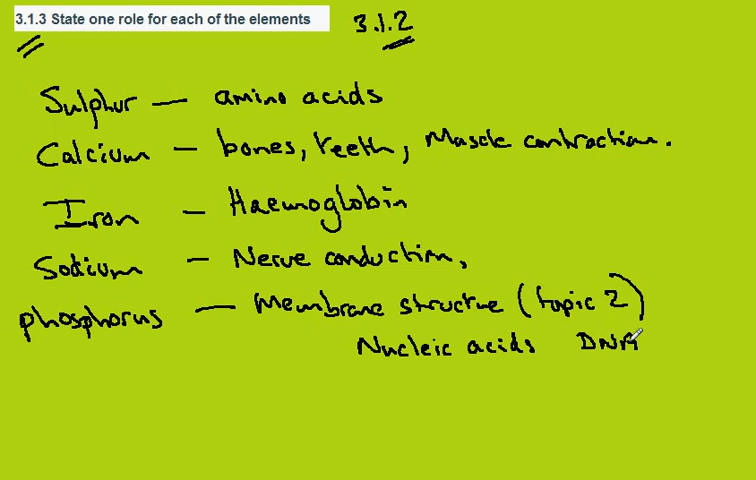 3.1.3 State one role for each of the elements 3.1.2
Sulphur — amino acids
Calcium – bones, teeth, Muscle contraction.
Iron – Haemoglobin
Sodium – Nerve conduction,
phosphorus — Membrane structure (topic 2)
Nucleic acids DNA